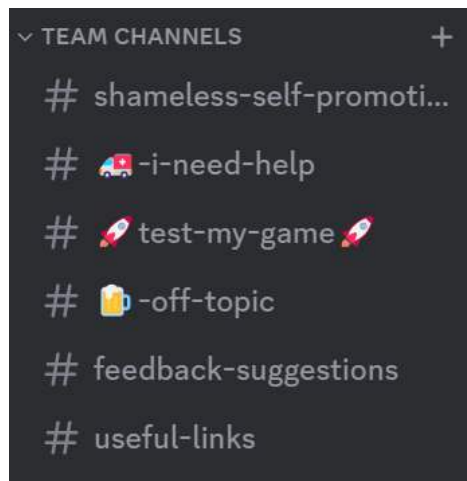 TEAM CHANNELS +
# shameless-self-promoti...
# 🚑-i-need-help
# 🚀test-my-game🚀
# 🍺-off-topic
# feedback-suggestions
# useful-links